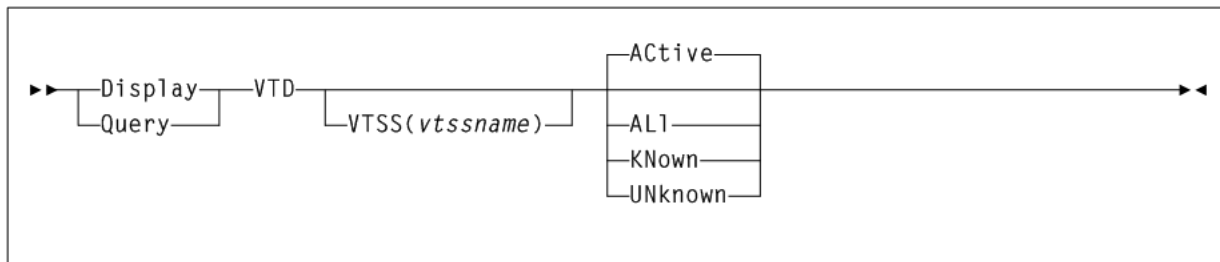 ACtive
Display VTD
Query VTSS(vtssname) ALl
KNown
UNknown